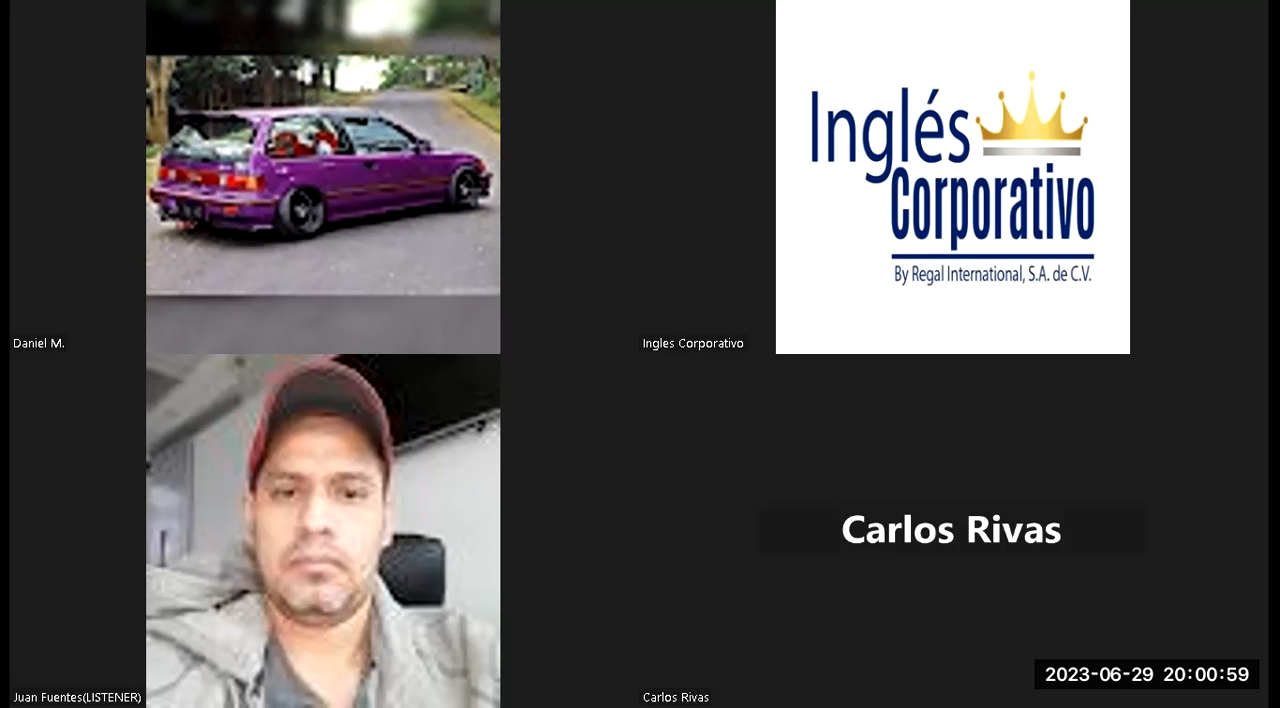 Inglés
Corporativo
By Regal International, S.A. de C.V.
Daniel M.
Ingles Corporativo
Carlos Rivas
2023-06-29 20:00:59
Juan Fuentes(LISTENER)
Carlos Rivas